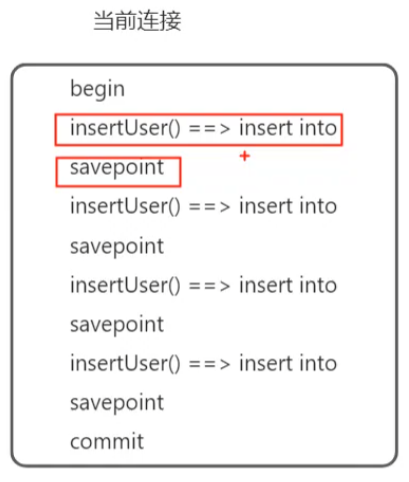 当前连接
begin
insertUser() ==> insert into
savepoint
insertUser() ==> insert into
savepoint
insertUser() ==> insert into
savepoint
insertUser() ==> insert into
savepoint
commit